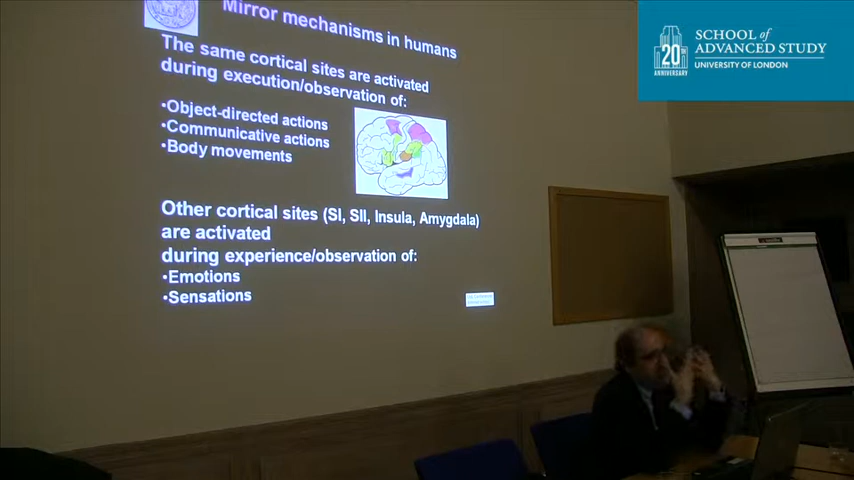 Mirror mechanisms in humans
The same cortical sites are activated
during execution/observation of:
•Object-directed actions
•Communicative actions
•Body movements
Other cortical sites (SI, SII, Insula, Amygdala)
are activated
during experience/observation of:
•Emotions
•Sensations
20th
ANNIVERSARY
SCHOOL of
ADVANCED STUDY
UNIVERSITY OF LONDON